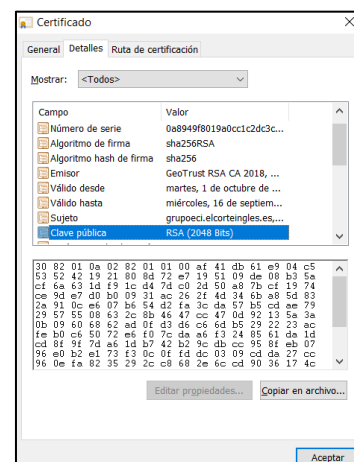 Certificado
General Detalles Ruta de certificación
Mostrar: <Todos>
Campo Valor
Número de serie 0a8949f8019a0cc1c2dc3c...
Algoritmo de firma sha256RSA
Algoritmo hash de firma sha256
Emisor GeoTrust RSA CA 2018, ...
Válido desde martes, 1 de octubre de ...
Válido hasta miércoles, 16 de septiem...
Sujeto grupoeci.elcorteingles.es,...
Clave pública RSA (2048 Bits)
30 82 01 0a 02 82 01 01 00 af 41 db 61 e9 04 c5
53 52 42 19 21 80 8d 72 e7 19 51 09 de 08 b3 5a
cf 6a 63 1d f9 1c d4 7d c0 2d 50 a8 7b cf 19 74
ce 9d e7 d0 b0 09 31 ac 26 2f 4d 34 6b a8 5d 83
2a 91 0c e6 07 b6 54 d2 fa 3c da 57 b5 cd ae 79
29 57 55 08 63 2c 8b 46 47 cc 47 0d 92 13 5a 3a
0b 09 60 68 62 ad 0f d3 d6 c6 6d b5 29 22 23 ac
fe b0 c6 50 72 e6 f0 7c da a6 f3 24 85 61 da 1d
cd 8f 9f 7d a6 1d b7 42 b2 9c db cc 95 8f eb 07
96 e0 b2 e1 73 f3 0c 0f fd dc 03 09 cd da 27 cc
96 0e fa 82 35 29 2c c8 68 2e 6c cd 90 36 17 4c
Editar propiedades... Copiar en archivo...
Aceptar